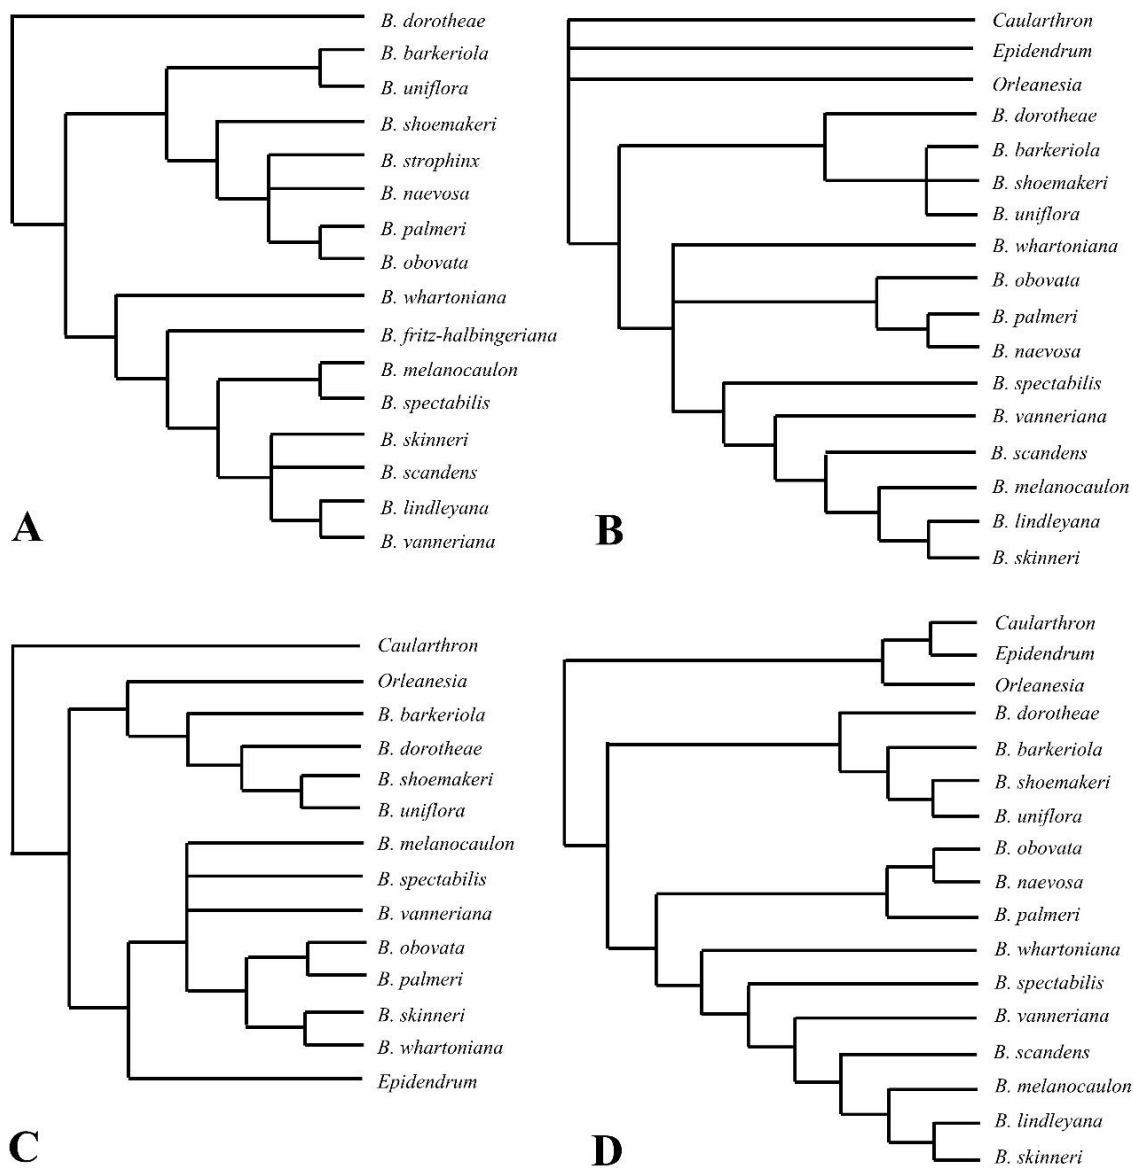 B. dorotheae
B. barkeriola
B. uniflora
B. shoemakeri
B. strophinx
B. naevosa
B. palmeri
B. obovata
B. whartoniana
B. fritz-halbingeriana
B. melanocaulon
B. spectabilis
B. skinneri
B. scandens
B. lindleyana
B. vanneriana
A
Caularthron
Epidendrum
Orleanesia
B. dorotheae
B. barkeriola
B. shoemakeri
B. uniflora
B. whartoniana
B. obovata
B. palmeri
B. naevosa
B. spectabilis
B. vanneriana
B. scandens
B. melanocaulon
B. lindleyana
B. skinneri
B
Caularthron
Orleanesia
B. barkeriola
B. dorotheae
B. shoemakeri
B. uniflora
B. melanocaulon
B. spectabilis
B. vanneriana
B. obovata
B. palmeri
B. skinneri
B. whartoniana
Epidendrum
C
Caularthron
Epidendrum
Orleanesia
B. dorotheae
B. barkeriola
B. shoemakeri
B. uniflora
B. obovata
B. naevosa
B. palmeri
B. whartoniana
B. spectabilis
B. vanneriana
B. scandens
B. melanocaulon
B. lindleyana
B. skinneri
D